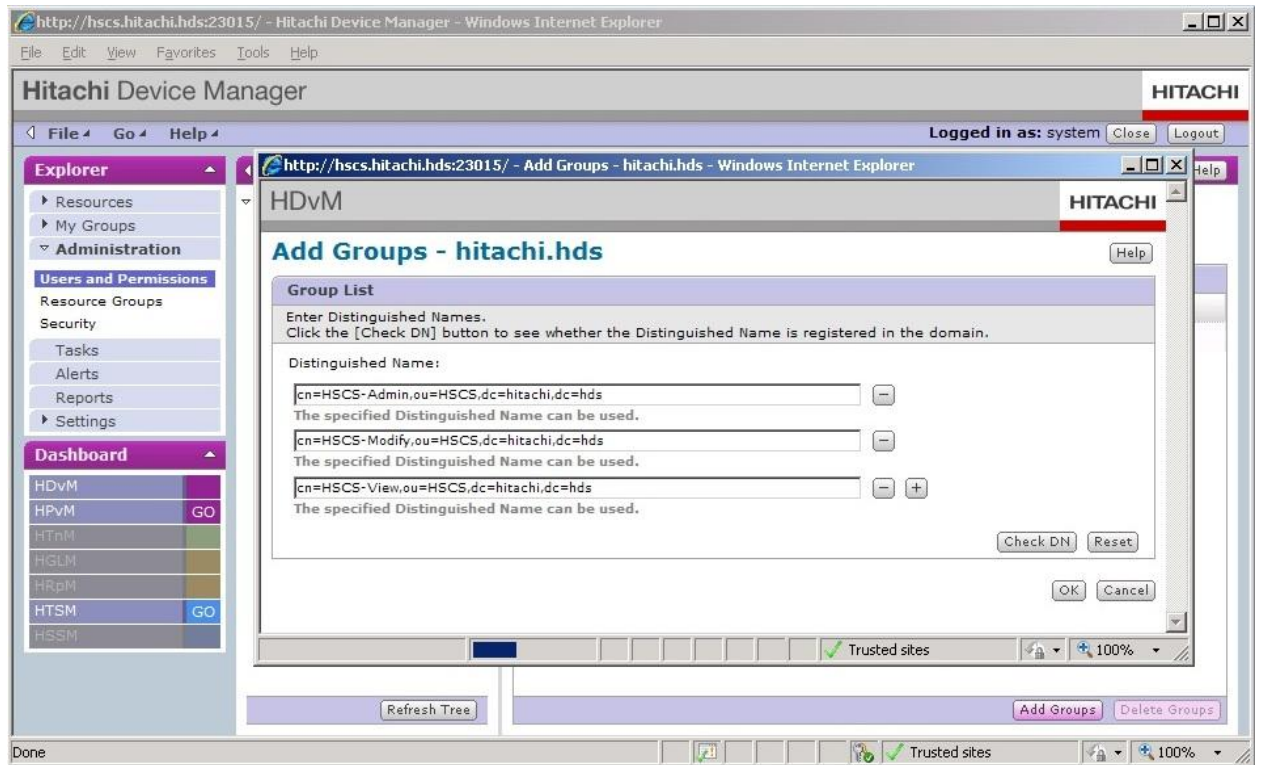 http://hscs.hitachi.hds:23015/ - Hitachi Device Manager - Windows Internet Explorer
File Edit View Favorites Tools Help
Hitachi Device Manager
HITACHI
File Go Help
Logged in as: system Close Logout
Explorer
Resources
My Groups
Administration
Users and Permissions
Resource Groups
Security
Tasks
Alerts
Reports
Settings
Dashboard
HDvM
HPvM GO
HTnM
HGLM
HRpM
HTSM GO
HSSM
Help
http://hscs.hitachi.hds:23015/ - Add Groups - hitachi.hds - Windows Internet Explorer
HDvM
HITACHI
Add Groups - hitachi.hds
Help
Group List
Enter Distinguished Names.
Click the [Check DN] button to see whether the Distinguished Name is registered in the domain.
Distinguished Name:
cn=HSCS-Admin,ou=HSCS,dc=hitachi,dc=hds
The specified Distinguished Name can be used.
cn=HSCS-Modify,ou=HSCS,dc=hitachi,dc=hds
The specified Distinguished Name can be used.
cn=HSCS-View,ou=HSCS,dc=hitachi,dc=hds
The specified Distinguished Name can be used.
Check DN Reset
OK Cancel
Trusted sites 100%
Refresh Tree
Add Groups Delete Groups
Done
Trusted sites 100%